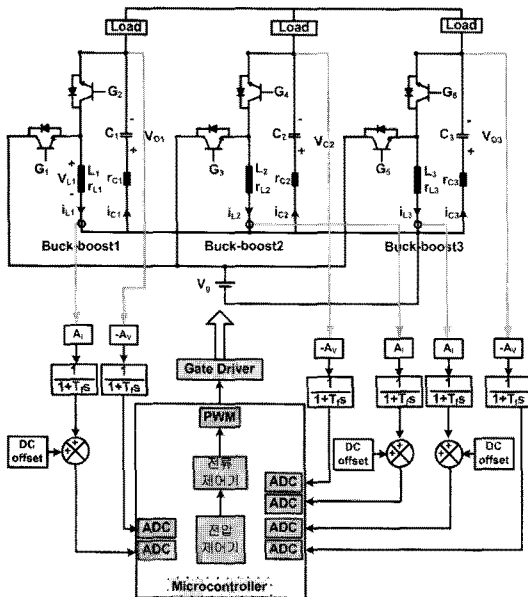 Load
Load
Load
G2
G4
G6
C1
C2
C3
VO1
VC2
VO3
G1
G3
G5
VL1
L1
rL1
rC1
L2
rL2
rC2
L3
rL3
rC3
iL1
iC1
iL2
iC2
iL2
iC3
Buck-boost1
Buck-boost2
Buck-boost3
Vg
Ai
-Av
-Av
Ai
Ai
-Av
1
1+Tfs
1
1+Tfs
1
1+Tfs
1
1+Tfs
1
1+Tfs
1
1+Tfs
Gate Driver
PWM
DC
offset
DC
offset
DC
offset
전류
제어기
전압
제어기
ADC
ADC
ADC
ADC
ADC
ADC
Microcontroller